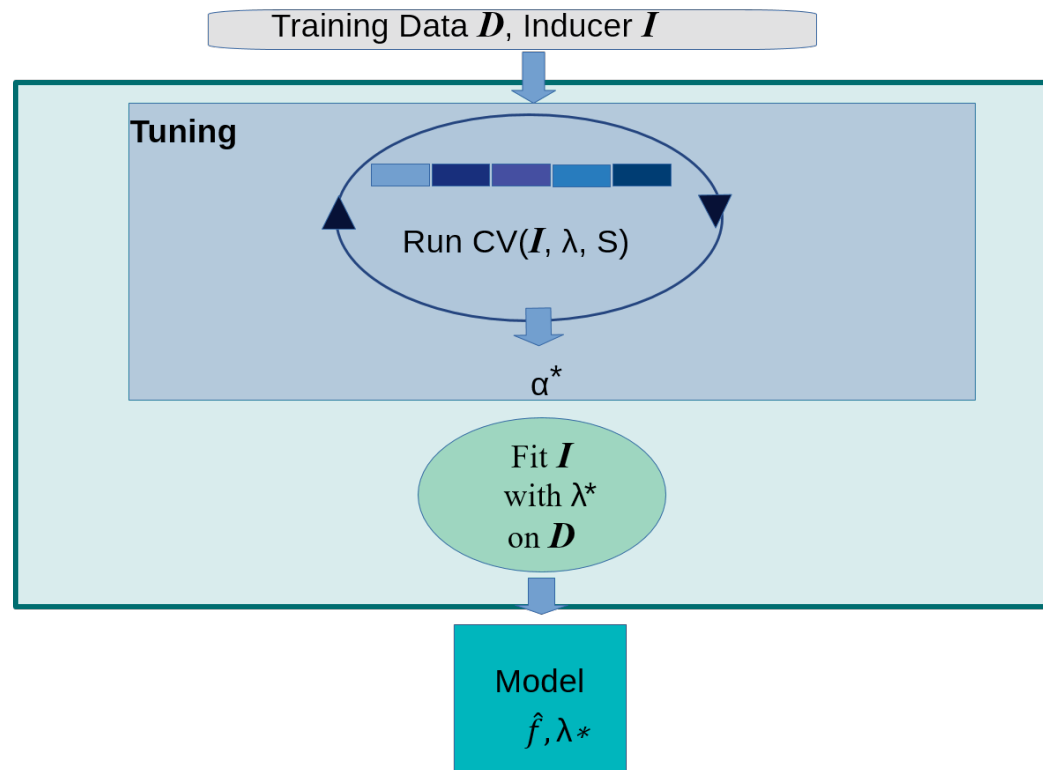 Training Data D, Inducer I
Tuning
Run CV(I, λ, S)
α*
Fit I
with λ*
on D
Model
f̂, λ*